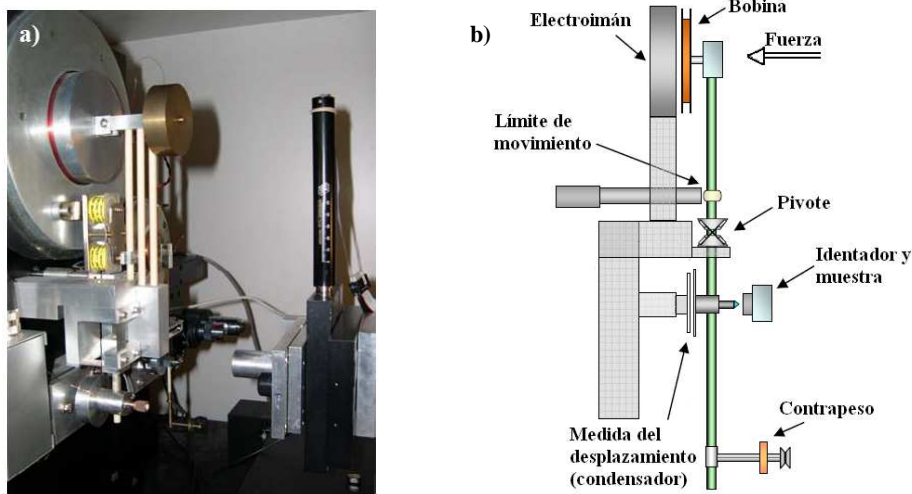 a)
b)
Electroimán
Bobina
Fuerza
Límite de
movimiento
Pivote
Identador y
muestra
Contrapeso
Medida del
desplazamiento
(condensador)